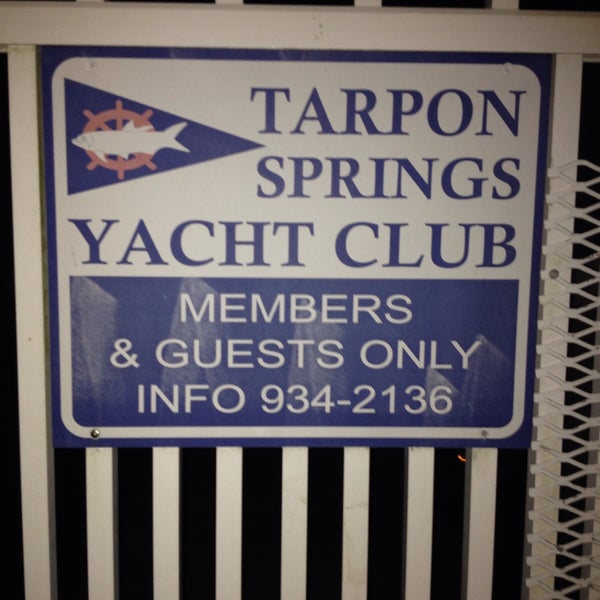 TARPON
SPRINGS
YACHT CLUB
MEMBERS
& GUESTS ONLY
INFO 934-2136